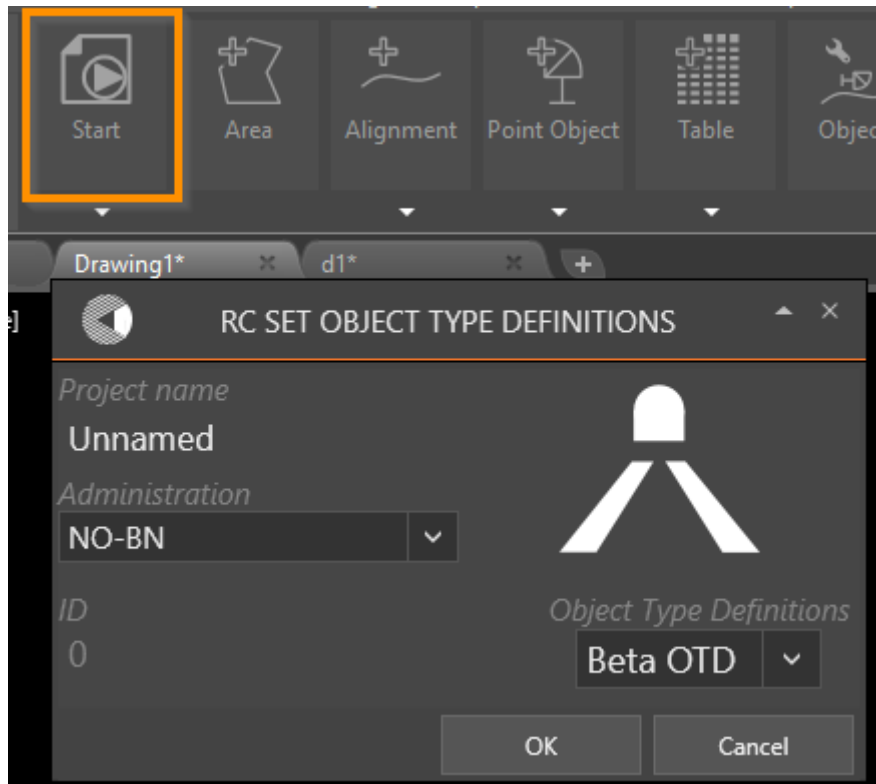 Start
Area
Alignment
Point Object
Table
Objec
Drawing1*
d1*
e]
RC SET OBJECT TYPE DEFINITIONS
Project name
Unnamed
Administration
NO-BN
ID
Object Type Definitions
0
Beta OTD
OK
Cancel